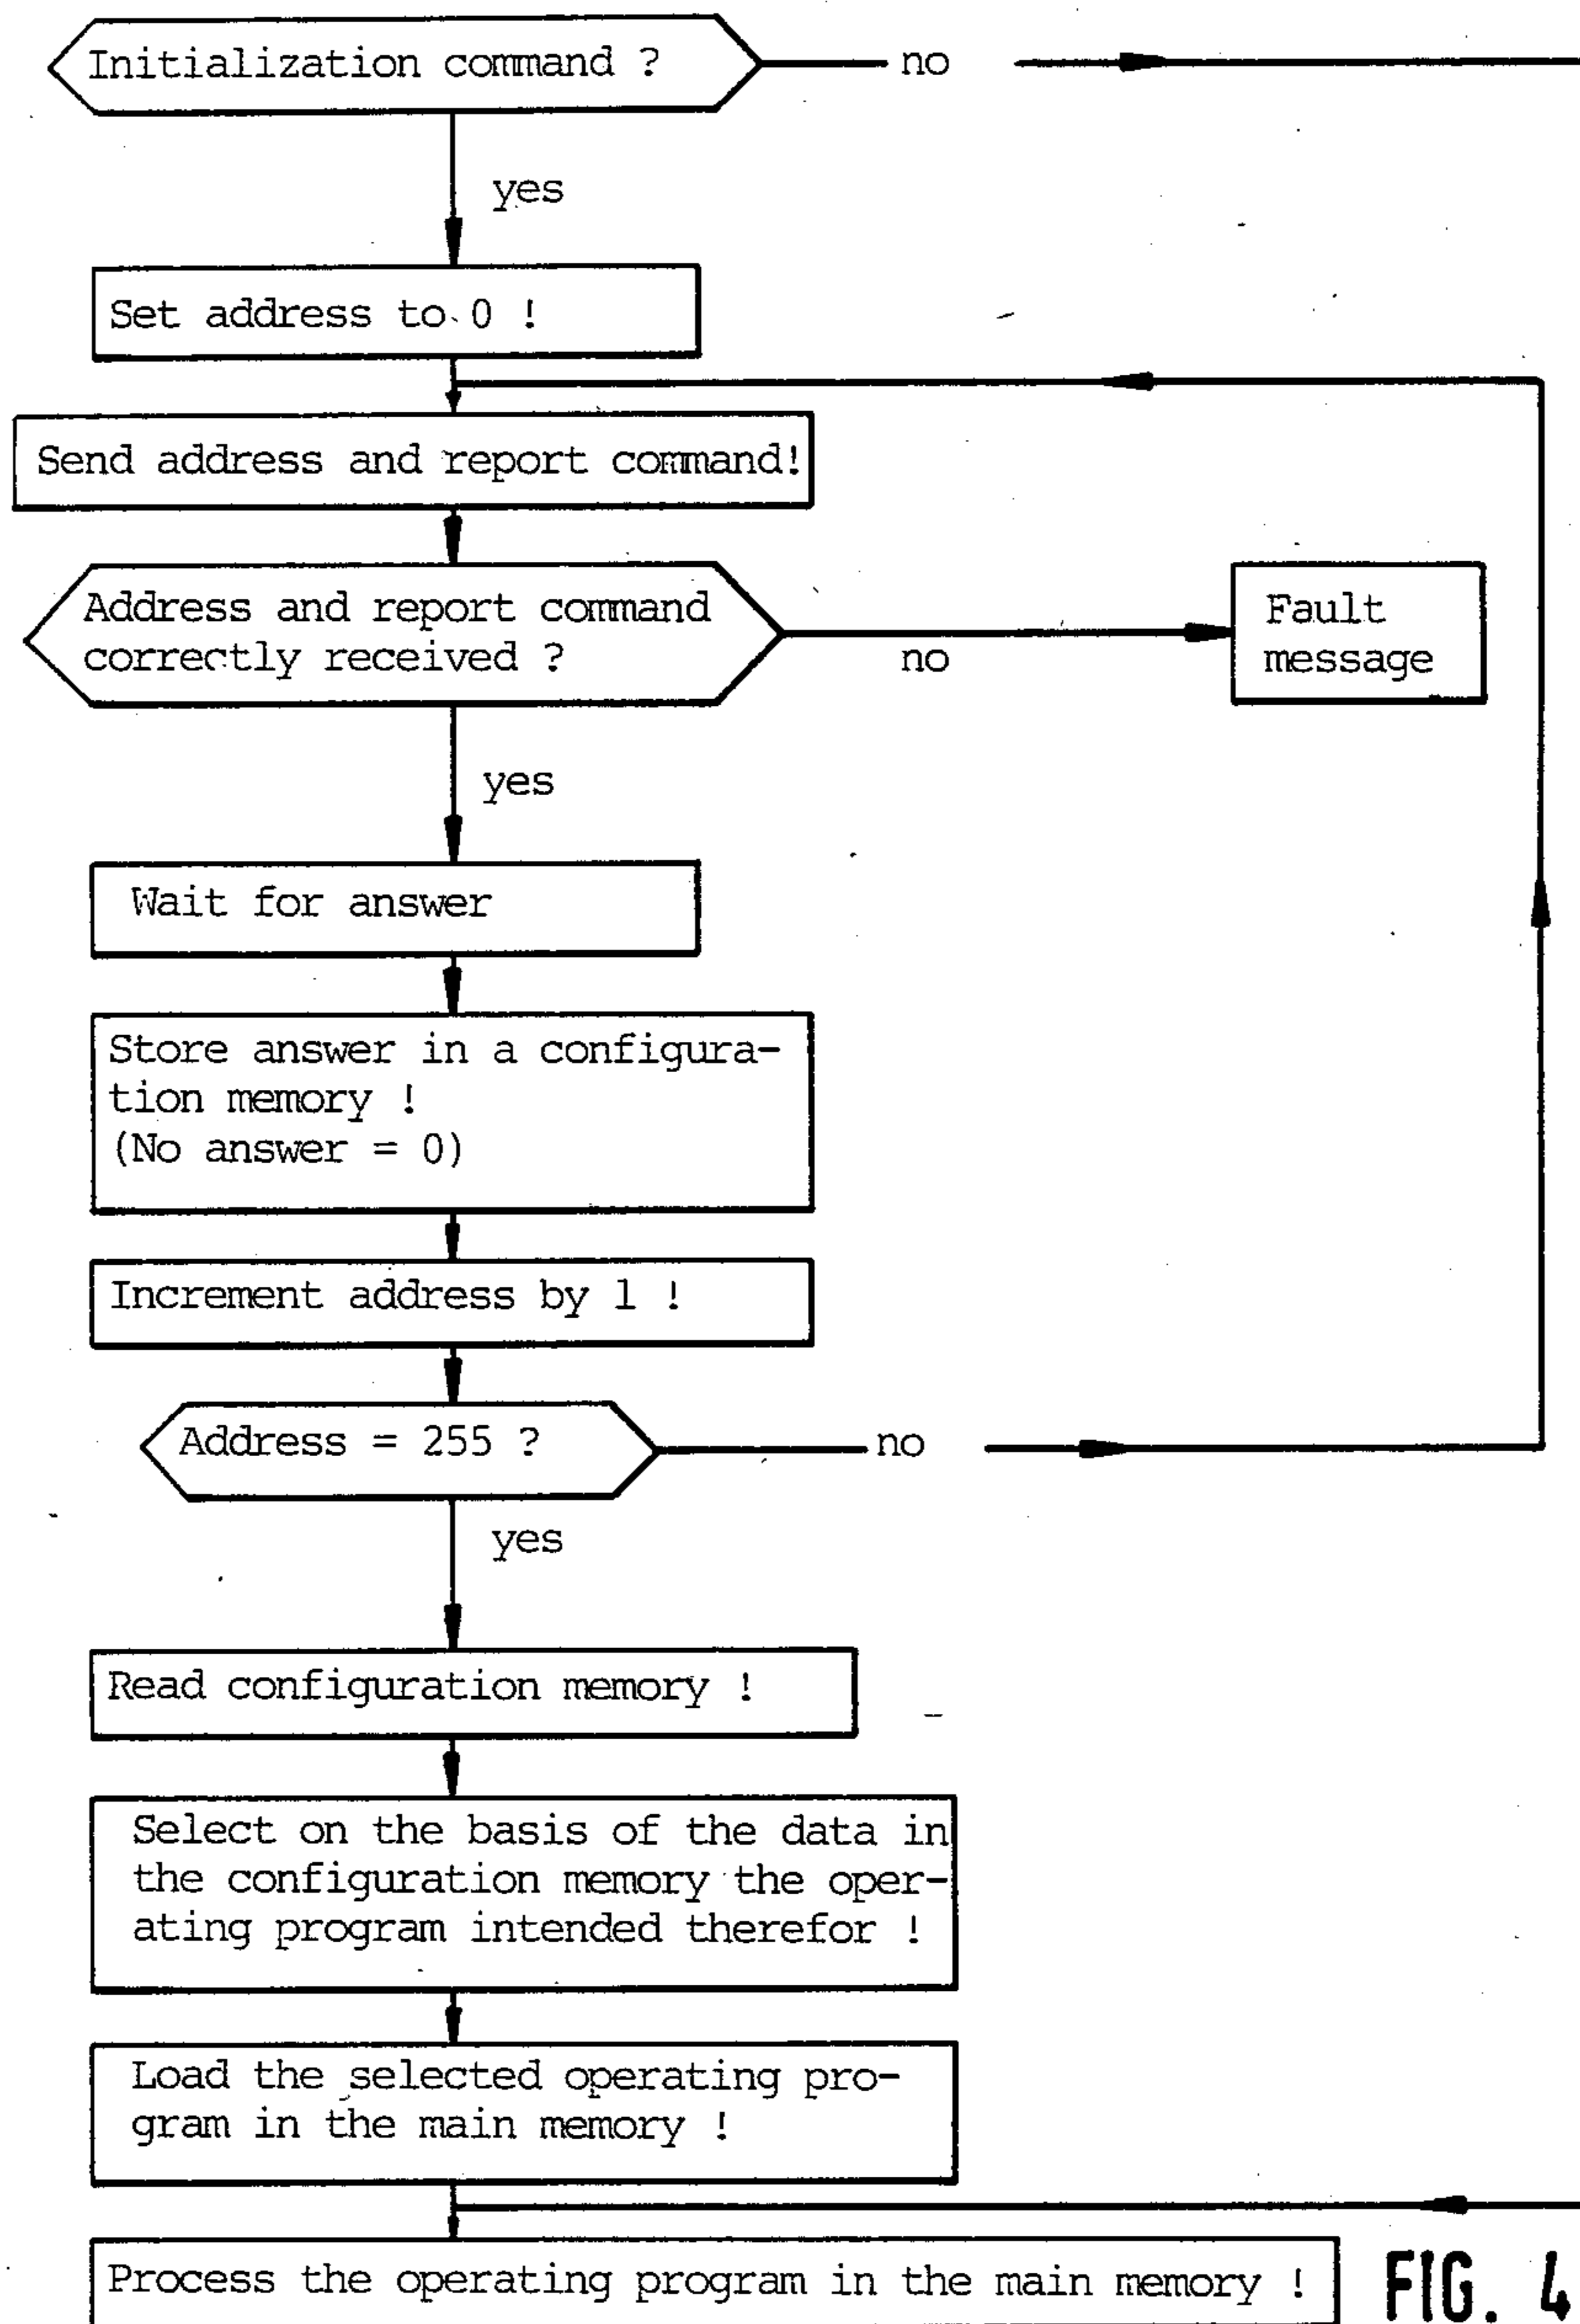 Initialization command ?
no
yes
Set address to 0 !
Send address and report command!
Address and report command
correctly received ?
no
Fault
message
yes
Wait for answer
Store answer in a configura-
tion memory !
(No answer = 0)
Increment address by 1 !
Address = 255 ?
no
yes
Read configuration memory !
Select on the basis of the data in
the configuration memory the oper-
ating program intended therefor !
Load the selected operating pro-
gram in the main memory !
Process the operating program in the main memory !
FIG. 4